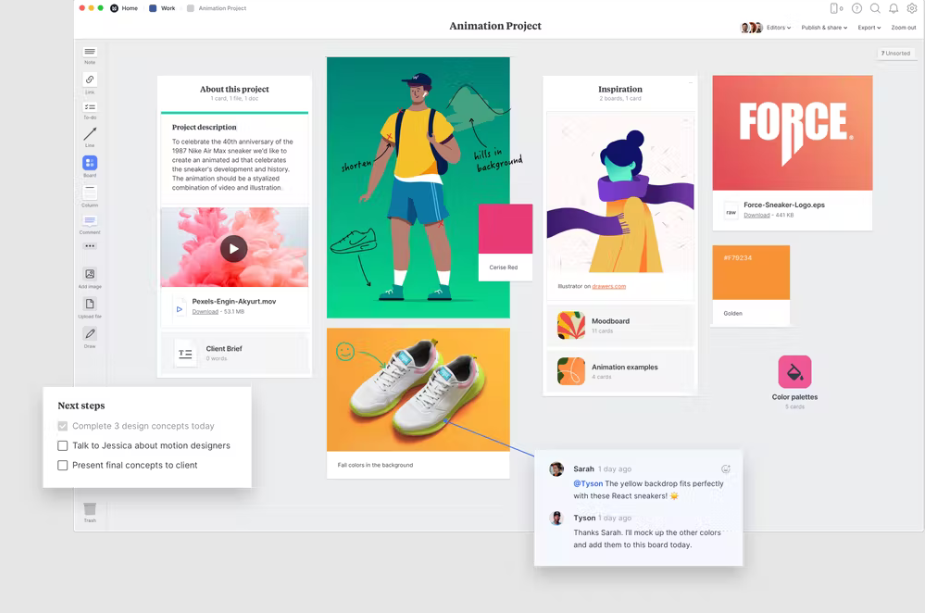 Home
Work
Animation Project
0
Animation Project
Editors
Publish & share
Export
Zoom out
7 Unsorted
Note
Link
To-do
Line
Board
Column
Comment
Add image
Upload file
Draw
Trash
About this project
1 card, 1 file, 1 doc
Project description
To celebrate the 40th anniversary of the
1987 Nike Air Max sneaker we'd like to
create an animated ad that celebrates
the sneaker's development and history.
The animation should be a styalized
combination of video and illustration.
Pexels-Engin-Akyurt.mov
Download - 53.1 MB
Client Brief
0 words
Next steps
Complete 3 design concepts today
Talk to Jessica about motion designers
Present final concepts to client
shorten
hills in
background
Cerise Red
Fall colors in the background
Inspiration
2 boards, 1 card
Illustrator on drawers.com
Moodboard
11 cards
Animation examples
4 cards
FORCE
Force-Sneaker-Logo.eps
raw
Download - 441 KB
#F79234
Golden
Color palettes
3 cards
Sarah 1 day ago
@Tyson The yellow backdrop fits perfectly
with these React sneakers!
Tyson 1 day ago
Thanks Sarah. I'll mock up the other colors
and add them to this board today.